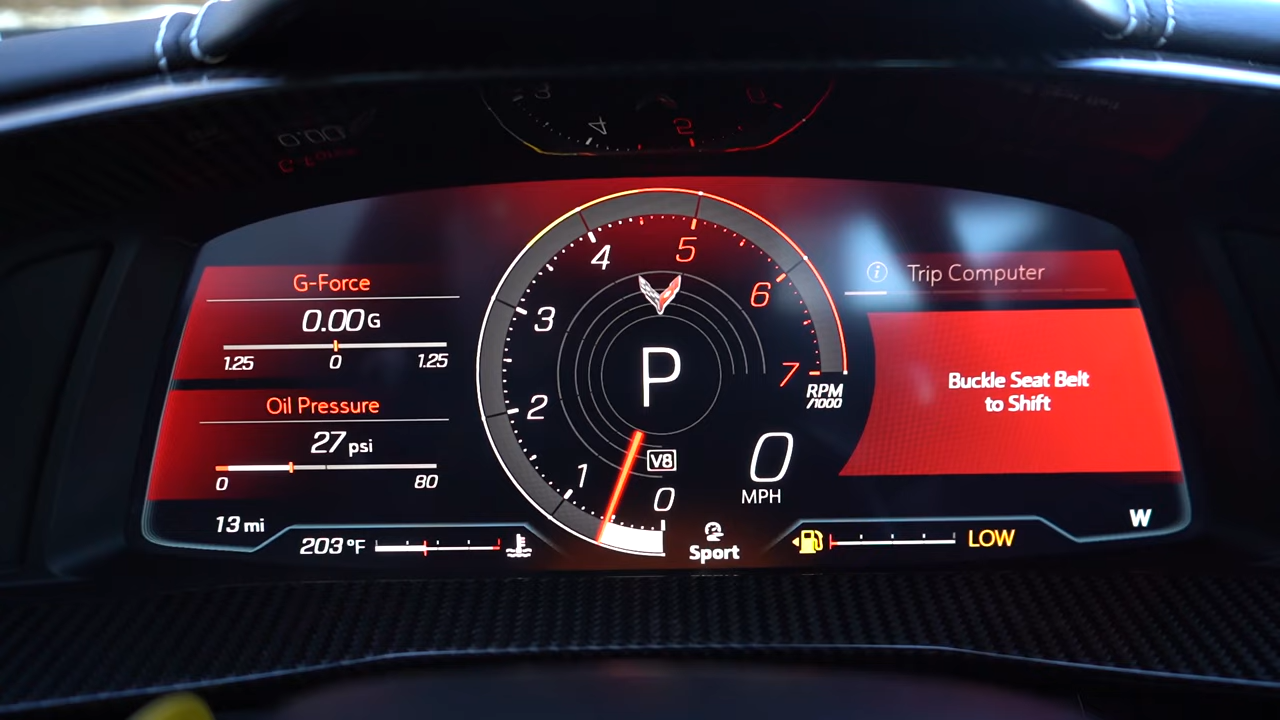 G-Force
0.00 G
1.25 0 1.25
Oil Pressure
27 psi
0 80
13 mi
203 °F
0
1
2
3
4
5
6
7
RPM
/1000
P
V8
0
MPH
Sport
i Trip Computer
Buckle Seat Belt
to Shift
W
LOW